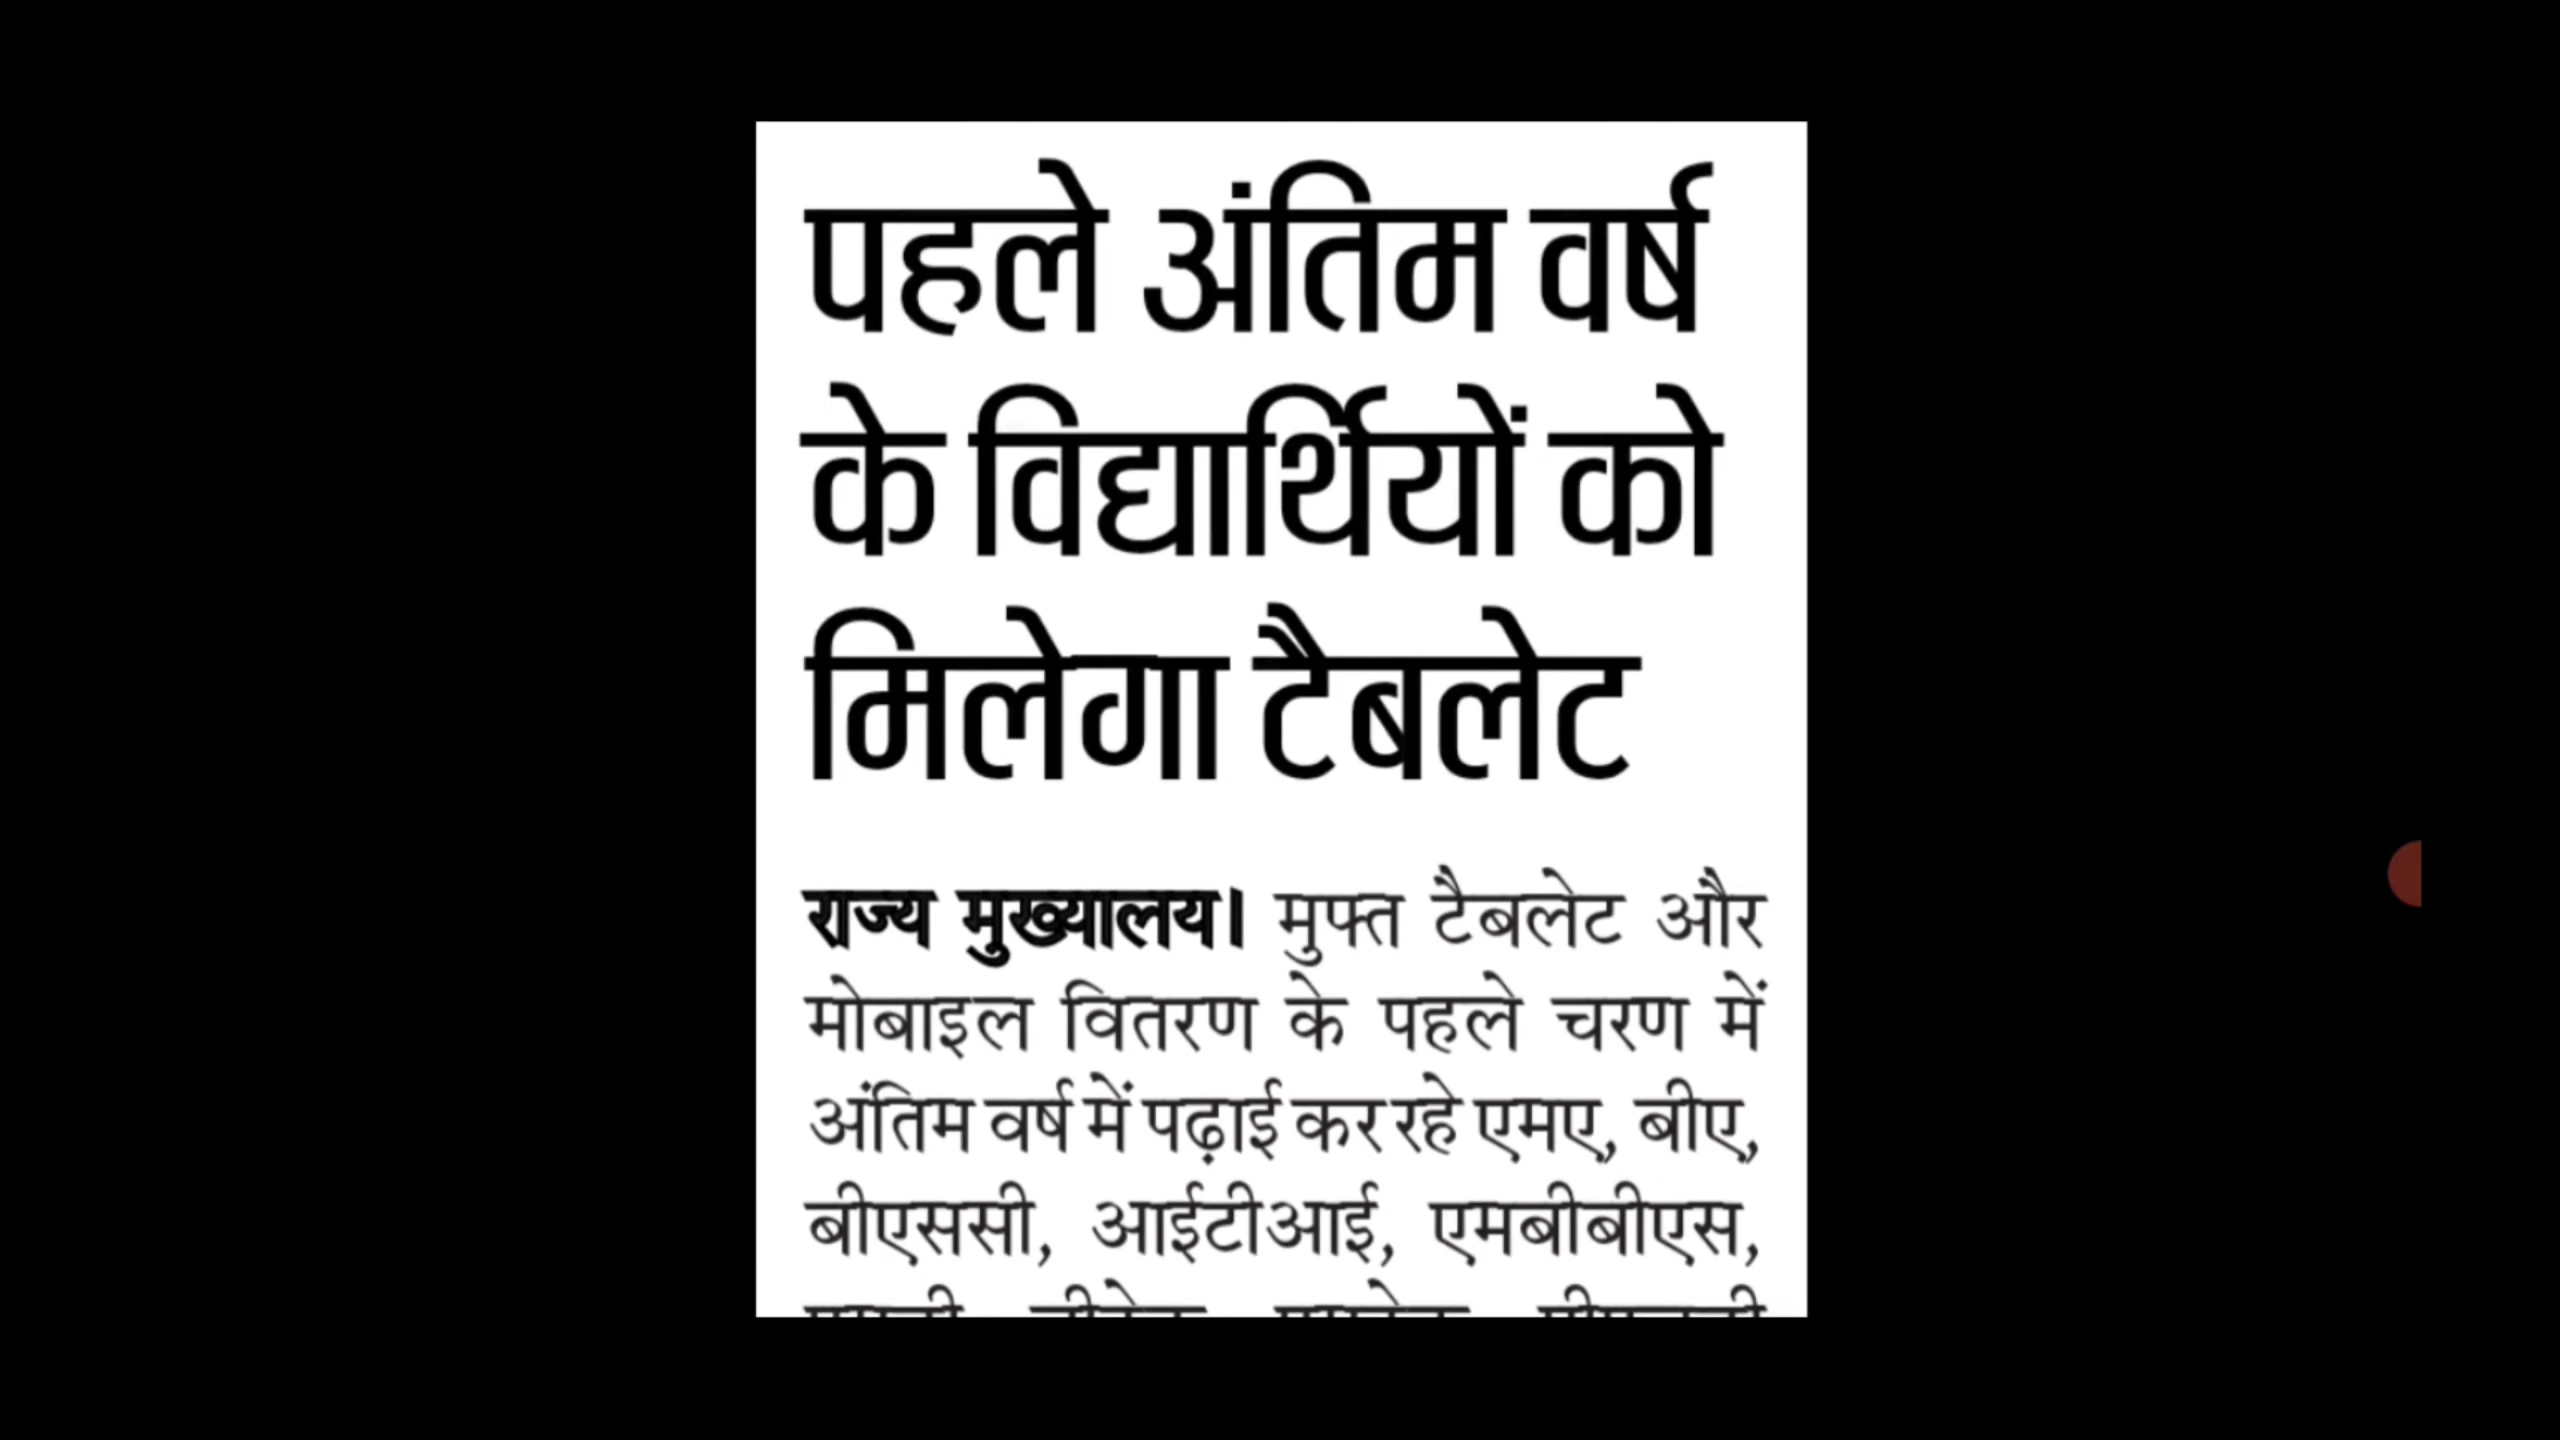 पहले अंतिम वर्ष
के विद्यार्थियों को
मिलेगा टैबलेट
राज्य मुख्यालय। मुफ्त टैबलेट और
मोबाइल वितरण के पहले चरण में
अंतिम वर्ष में पढ़ाई कर रहे एमए, बीए,
बीएससी, आईटीआई, एमबीबीएस,